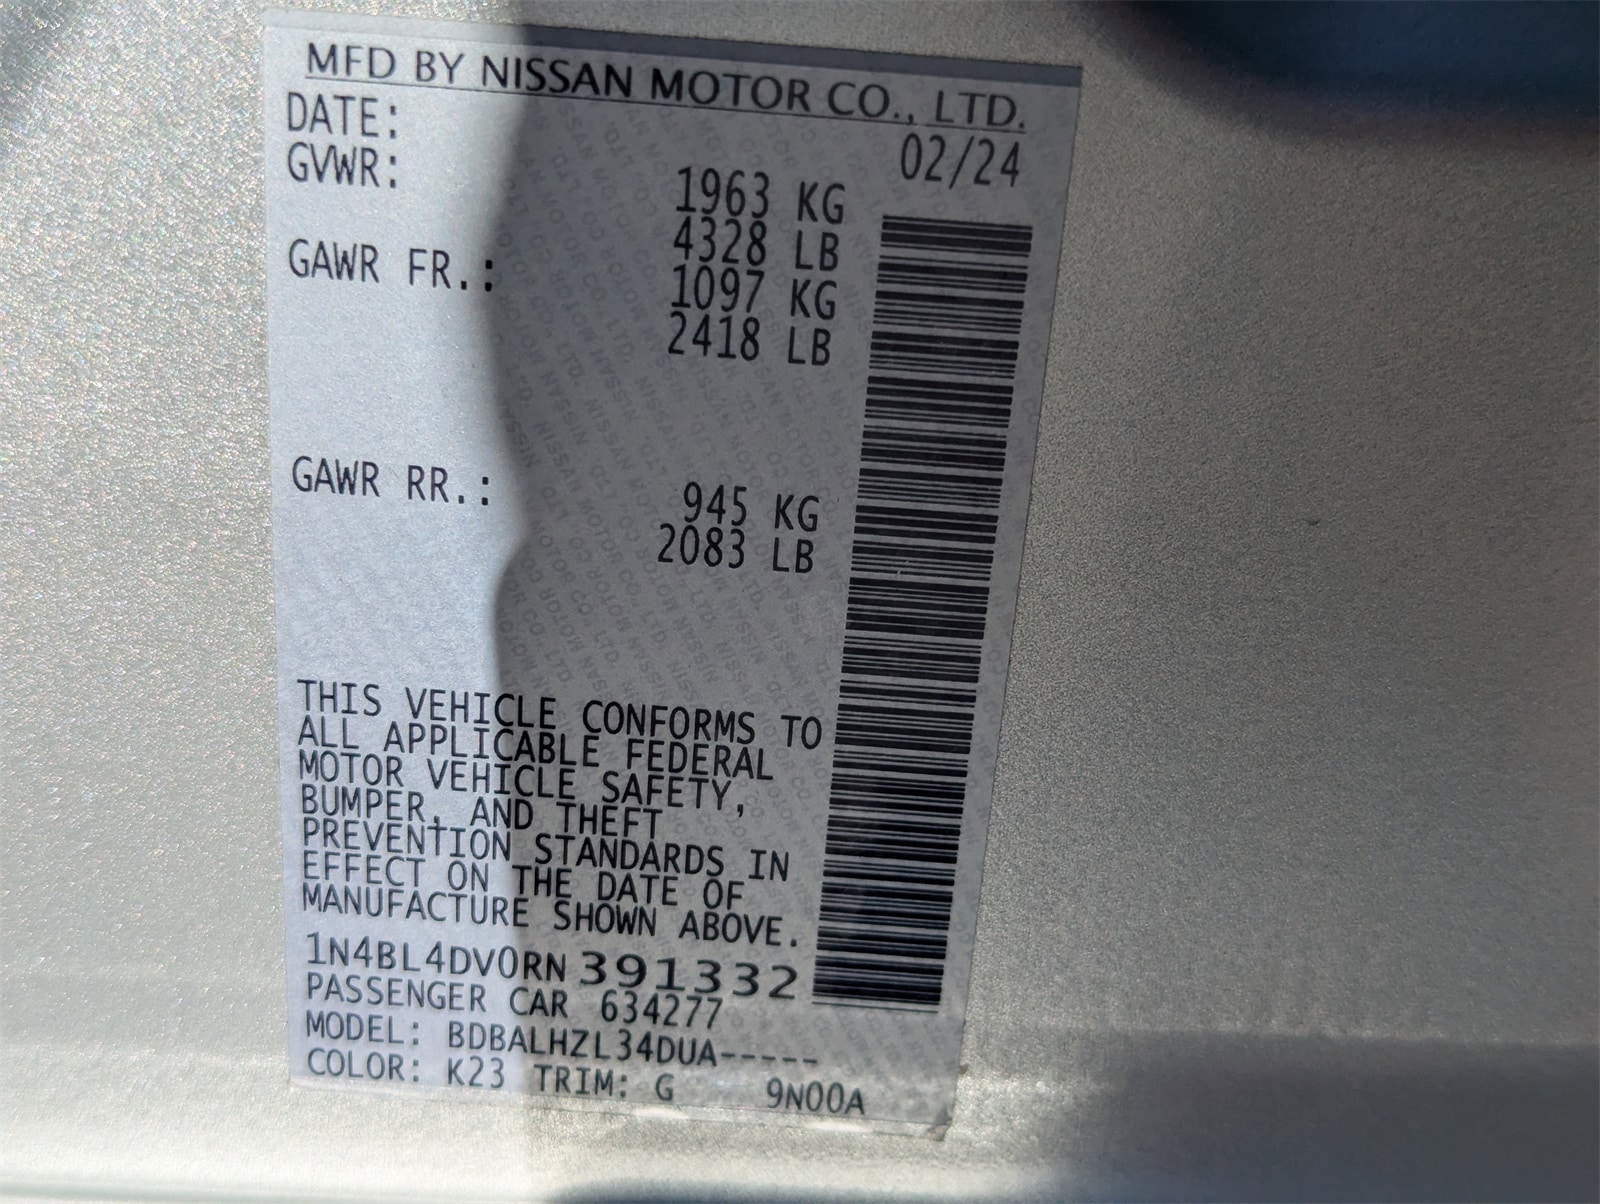 MFD BY NISSAN MOTOR CO., LTD.
DATE: 02/24
GVWR: 1963 KG
4328 LB
GAWR FR.: 1097 KG
2418 LB
GAWR RR.: 945 KG
2083 LB
THIS VEHICLE CONFORMS TO
ALL APPLICABLE FEDERAL
MOTOR VEHICLE SAFETY,
BUMPER, AND THEFT
PREVENTION STANDARDS IN
EFFECT ON THE DATE OF
MANUFACTURE SHOWN ABOVE.
1N4BL4DV0RN391332
PASSENGER CAR 634277
MODEL: BDBALHZL34DUA-----
COLOR: K23 TRIM: G 9N00A